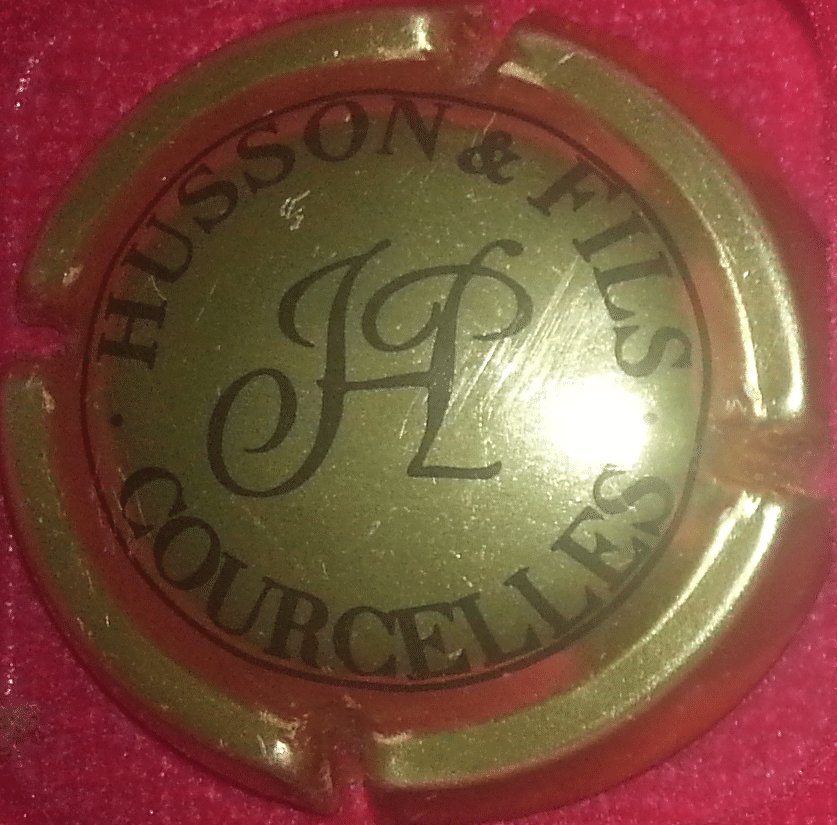 HUSSON & FILS
HL
· COURCELLES ·